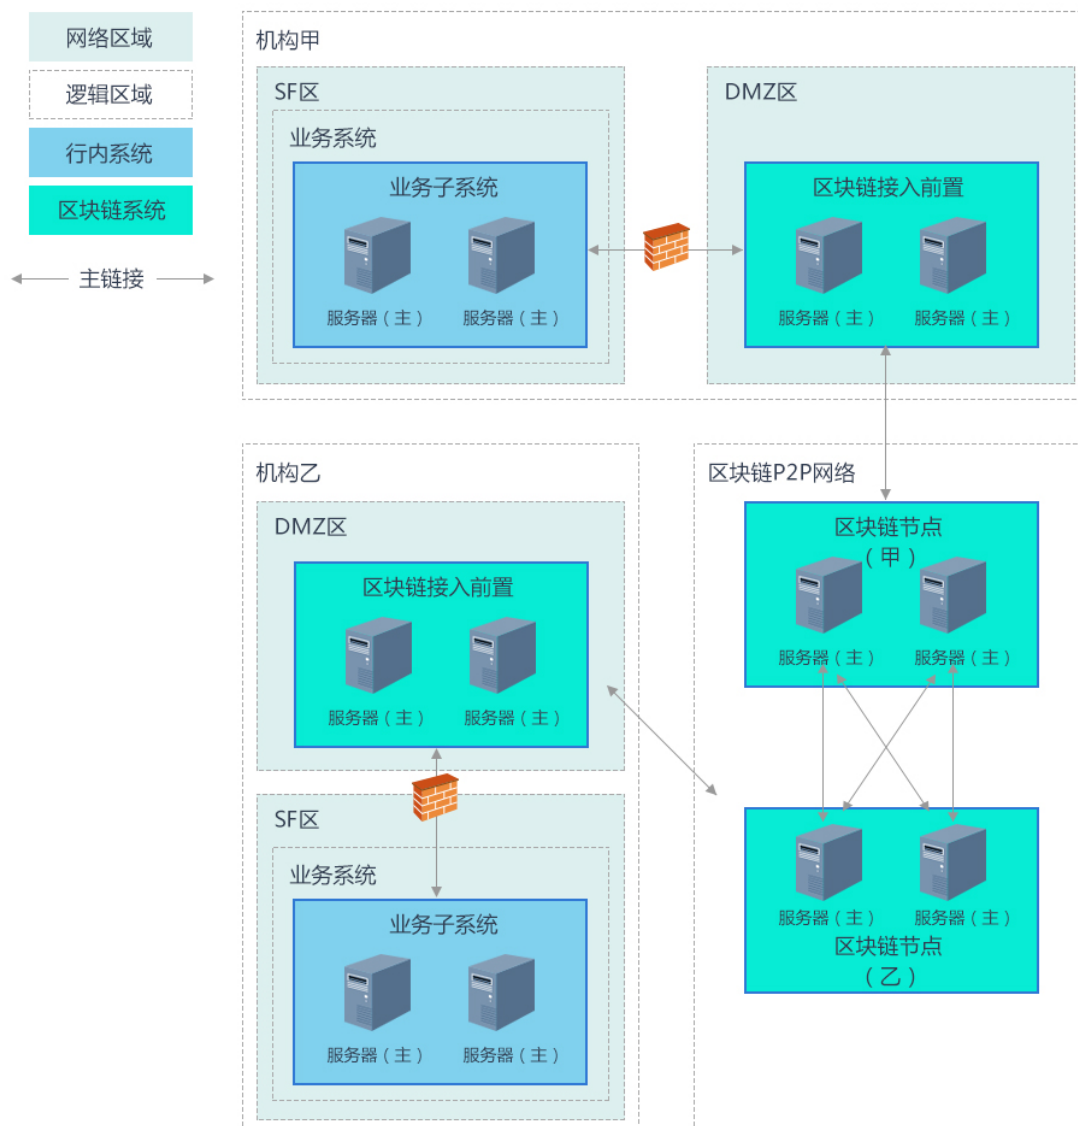 网络区域
逻辑区域
行内系统
区块链系统
主链接
机构甲
SF区
业务系统
业务子系统
服务器（主）
服务器（主）
DMZ区
区块链接入前置
服务器（主）
服务器（主）
机构乙
DMZ区
区块链接入前置
服务器（主）
服务器（主）
SF区
业务系统
业务子系统
服务器（主）
服务器（主）
区块链P2P网络
区块链节点
（甲）
服务器（主）
服务器（主）
服务器（主）
服务器（主）
区块链节点
（乙）